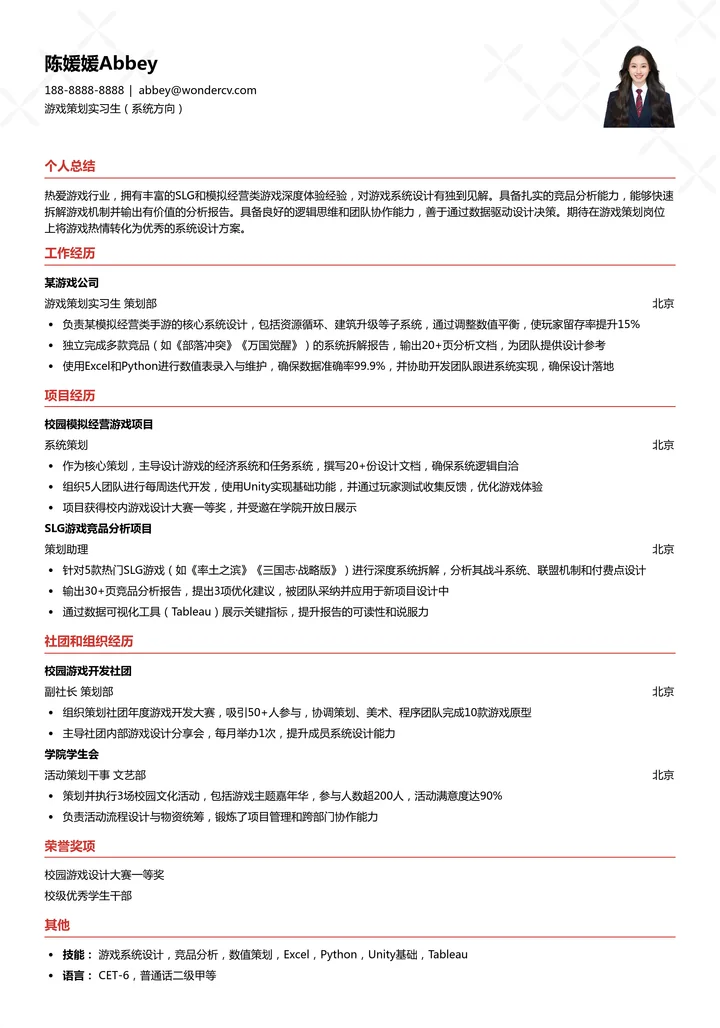 陈媛媛Abbey
188-8888-8888 | abbey@wondercv.com
游戏策划实习生（系统方向）
个人总结
热爱游戏行业，拥有丰富的SLG和模拟经营类游戏深度体验经验，对游戏系统设计有独到见解。具备扎实的竞品分析能力，能够快速
拆解游戏机制并输出有价值的分析报告。具备良好的逻辑思维和团队协作能力，善于通过数据驱动设计决策。期待在游戏策划岗位
上将游戏热情转化为优秀的系统设计方案。
工作经历
某游戏公司
游戏策划实习生 策划部 北京
• 负责某模拟经营类手游的核心系统设计，包括资源循环、建筑升级等子系统，通过调整数值平衡，使玩家留存率提升15%
• 独立完成多款竞品（如《部落冲突》《万国觉醒》）的系统拆解报告，输出20+页分析文档，为团队提供设计参考
• 使用Excel和Python进行数值表录入与维护，确保数据准确率99.9%，并协助开发团队跟进系统实现，确保设计落地
项目经历
校园模拟经营游戏项目
系统策划 北京
• 作为核心策划，主导设计游戏的经济系统和任务系统，撰写20+份设计文档，确保系统逻辑自洽
• 组织5人团队进行每周迭代开发，使用Unity实现基础功能，并通过玩家测试收集反馈，优化游戏体验
• 项目获得校内游戏设计大赛一等奖，并受邀在学院开放日展示
SLG游戏竞品分析项目
策划助理 北京
• 针对5款热门SLG游戏（如《率土之滨》《三国志·战略版》）进行深度系统拆解，分析其战斗系统、联盟机制和付费点设计
• 输出30+页竞品分析报告，提出3项优化建议，被团队采纳并应用于新项目设计中
• 通过数据可视化工具（Tableau）展示关键指标，提升报告的可读性和说服力
社团和组织经历
校园游戏开发社团
副社长 策划部 北京
• 组织策划社团年度游戏开发大赛，吸引50+人参与，协调策划、美术、程序团队完成10款游戏原型
• 主导社团内部游戏设计分享会，每月举办1次，提升成员系统设计能力
学院学生会
活动策划干事 文艺部 北京
• 策划并执行3场校园文化活动，包括游戏主题嘉年华，参与人数超200人，活动满意度达90%
• 负责活动流程设计与物资统筹，锻炼了项目管理和跨部门协作能力
荣誉奖项
校园游戏设计大赛一等奖
校级优秀学生干部
其他
• 技能： 游戏系统设计，竞品分析，数值策划，Excel，Python，Unity基础，Tableau
• 语言： CET-6，普通话二级甲等